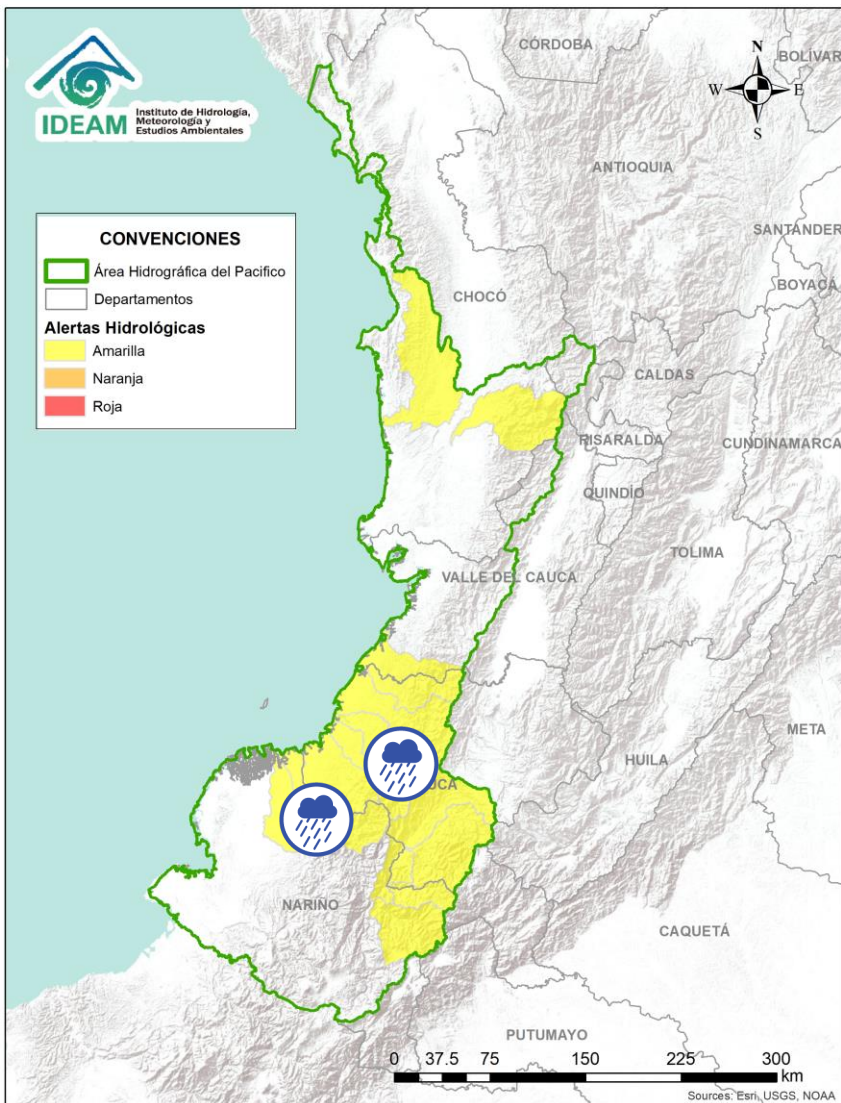 IDEAM
Instituto de Hidrología,
Meteorología y
Estudios Ambientales
N
W E
S
CÓRDOBA
BOLÍVAR
ANTIOQUIA
SANTANDER
BOYACÁ
CONVENCIONES
Área Hidrográfica del Pacifico
Departamentos
Alertas Hidrológicas
Amarilla
Naranja
Roja
CHOCÓ
CALDAS
RISARALDA
CUNDINAMARCA
QUINDÍO
TOLIMA
VALLE DEL CAUCA
META
HUILA
UCA
NARIÑO
CAQUETÁ
PUTUMAYO
0 37.5 75 150 225 300
km
Sources: Esri, USGS, NOAA